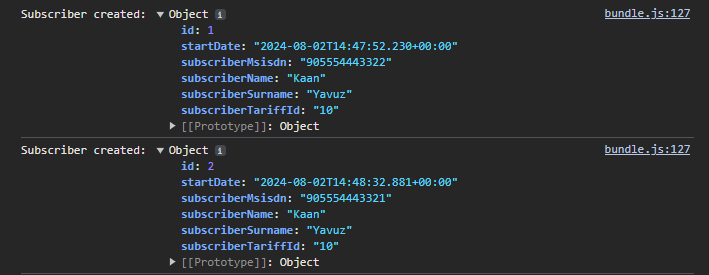 Subscriber created: ▼ Object i bundle.js:127
id: 1
startDate: "2024-08-02T14:47:52.230+00:00"
subscriberMsisdn: "905554443322"
subscriberName: "Kaan"
subscriberSurname: "Yavuz"
subscriberTariffId: "10"
▶ [[Prototype]]: Object
Subscriber created: ▼ Object i bundle.js:127
id: 2
startDate: "2024-08-02T14:48:32.881+00:00"
subscriberMsisdn: "905554443321"
subscriberName: "Kaan"
subscriberSurname: "Yavuz"
subscriberTariffId: "10"
▶ [[Prototype]]: Object